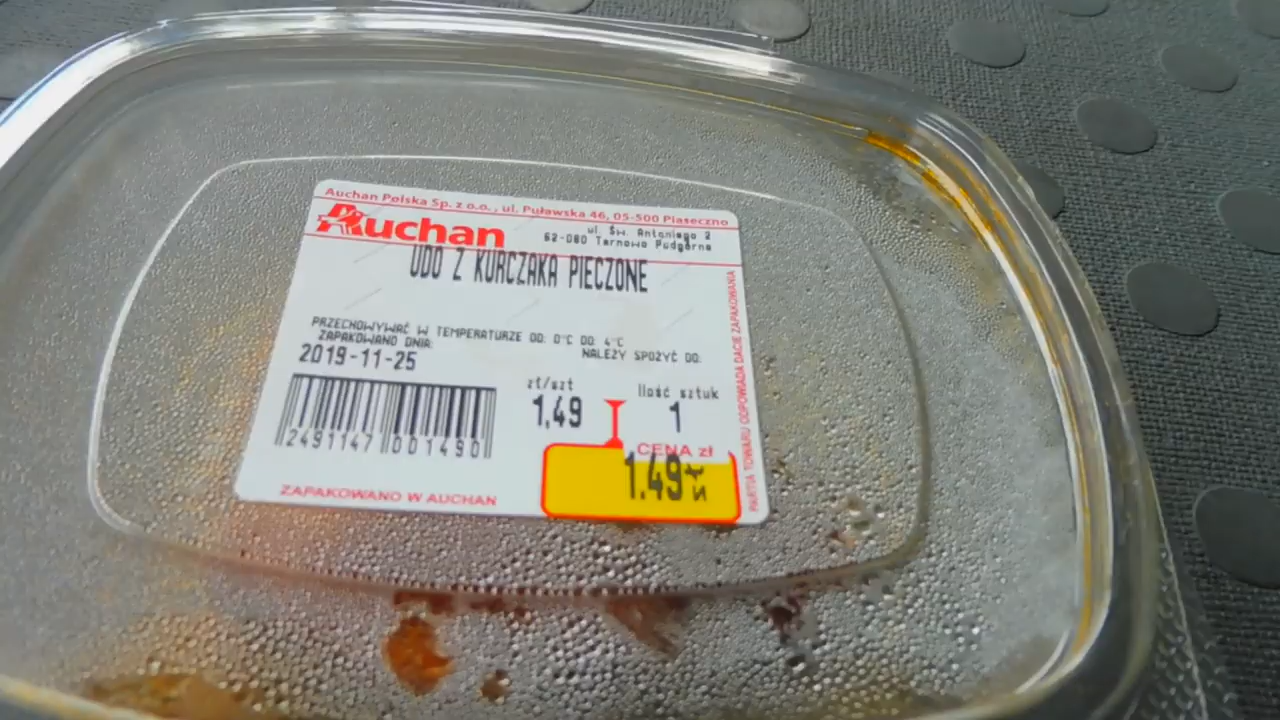 Auchan Polska Sp. z o.o., ul. Puławska 46, 05-500 Piaseczno
Auchan
ul. Św. Antoniego 2
62-080 Tarnowo Podgórne
UDO Z KURCZAKA PIECZONE
PRZECHOWYWAĆ W TEMPERATURZE OD: 0°C DO: 4°C
ZAPAKOWANO DNIA:
NALEŻY SPOŻYĆ DO:
2019-11-25
zł/szt
Ilość sztuk
1,49
1
2491147 001490
CENA zł
1.49
ZAPAKOWANO W AUCHAN
PARTIA TOWARU ODPOWIADA DACIE ZAPAKOWANIA